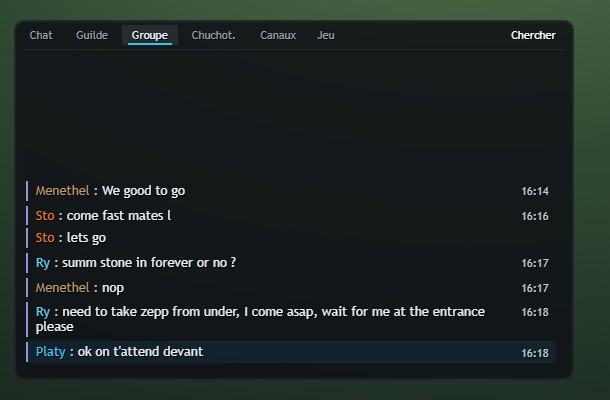 Chat Guilde Groupe Chuchot. Canaux Jeu Chercher
Menethel : We good to go 16:14
Sto : come fast mates l 16:16
Sto : lets go
Ry : summ stone in forever or no ? 16:17
Menethel : nop 16:17
Ry : need to take zepp from under, I come asap, wait for me at the entrance 16:18
please
Platy : ok on t'attend devant 16:18